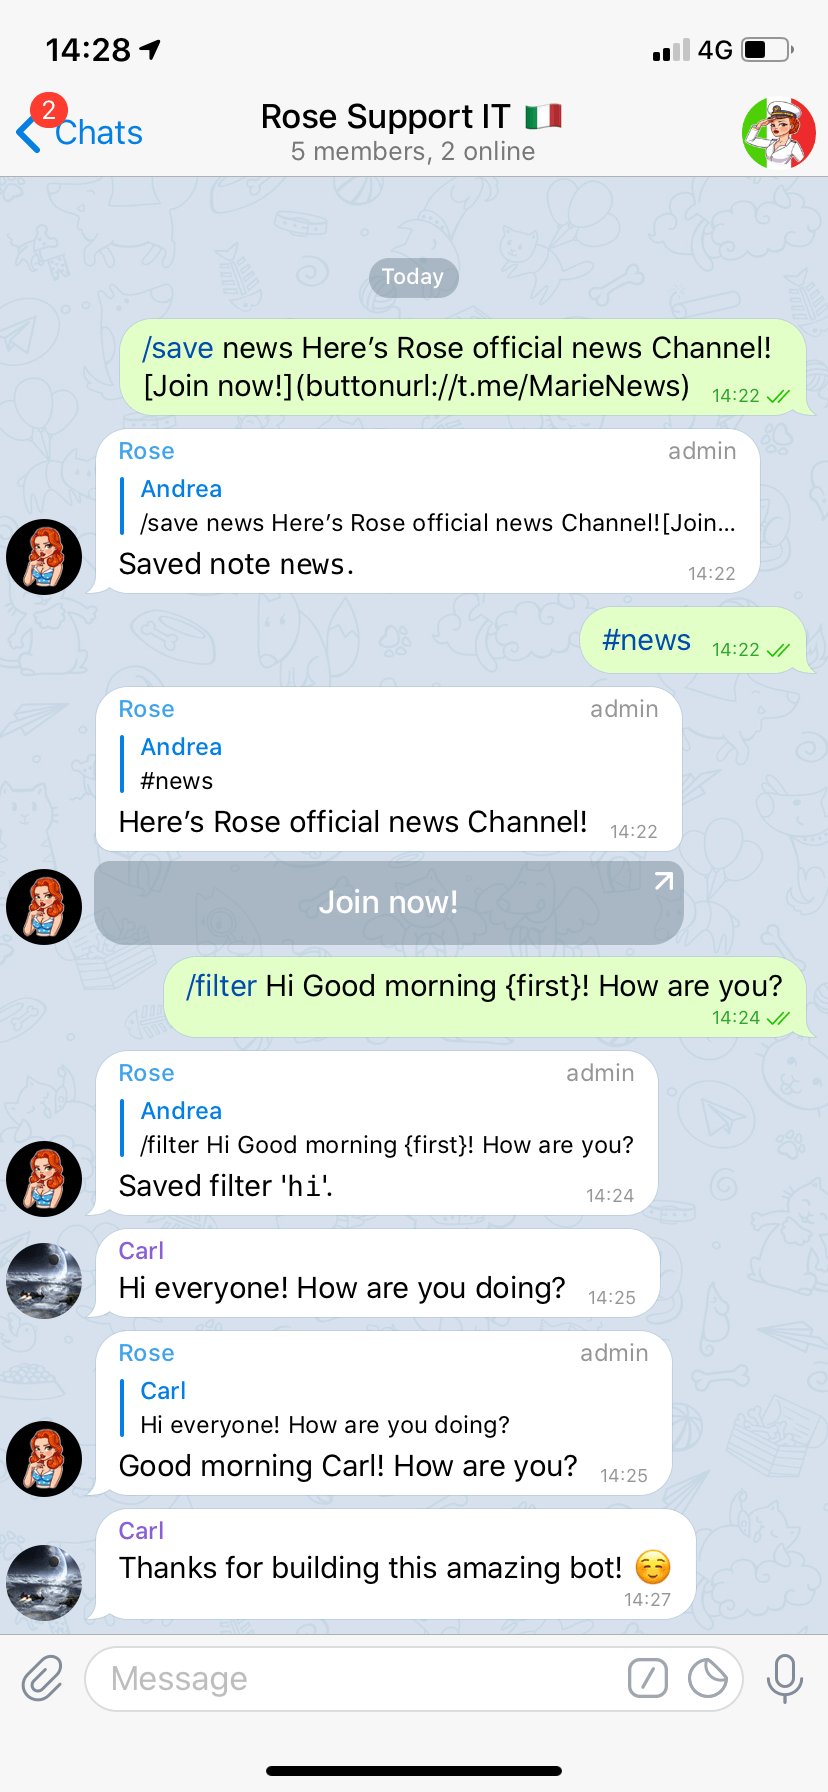 14:28
4G
2
Chats
Rose Support IT 🇮🇹
5 members, 2 online
Today
/save news Here’s Rose official news Channel!
[Join now!](buttonurl://t.me/MarieNews)
14:22
Rose
admin
Andrea
/save news Here’s Rose official news Channel![Join...
Saved note news.
14:22
#news
14:22
Rose
admin
Andrea
#news
Here’s Rose official news Channel!
14:22
Join now!
/filter Hi Good morning {first}! How are you?
14:24
Rose
admin
Andrea
/filter Hi Good morning {first}! How are you?
Saved filter 'hi'.
14:24
Carl
Hi everyone! How are you doing?
14:25
Rose
admin
Carl
Hi everyone! How are you doing?
Good morning Carl! How are you?
14:25
Carl
Thanks for building this amazing bot! ☺️
14:27
Message